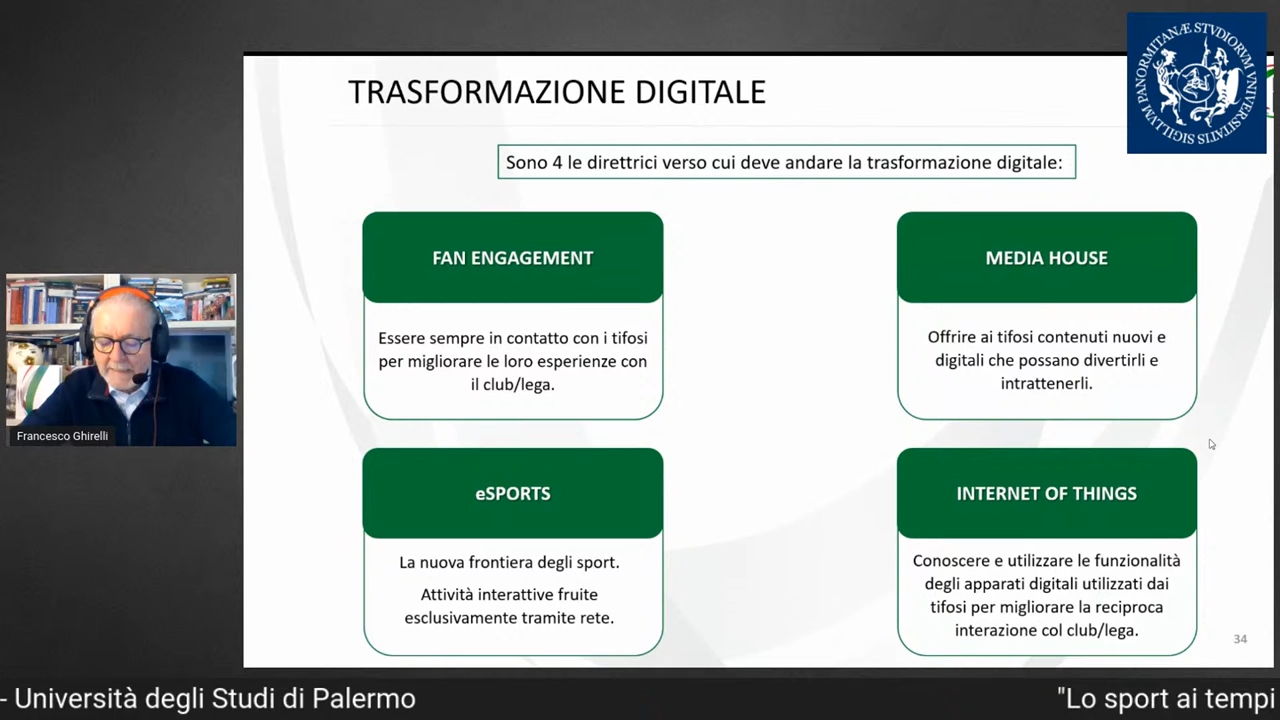 TRASFORMAZIONE DIGITALE
SIGILLVM PANORMITANÆ STVDIORVM VNIVERSITATIS
Sono 4 le direttrici verso cui deve andare la trasformazione digitale:
FAN ENGAGEMENT
Essere sempre in contatto con i tifosi
per migliorare le loro esperienze con
il club/lega.
MEDIA HOUSE
Offrire ai tifosi contenuti nuovi e
digitali che possano divertirli e
intrattenerli.
Francesco Ghirelli
eSPORTS
La nuova frontiera degli sport.
Attività interattive fruite
esclusivamente tramite rete.
INTERNET OF THINGS
Conoscere e utilizzare le funzionalità
degli apparati digitali utilizzati dai
tifosi per migliorare la reciproca
interazione col club/lega.
34
- Università degli Studi di Palermo
"Lo sport ai tempi